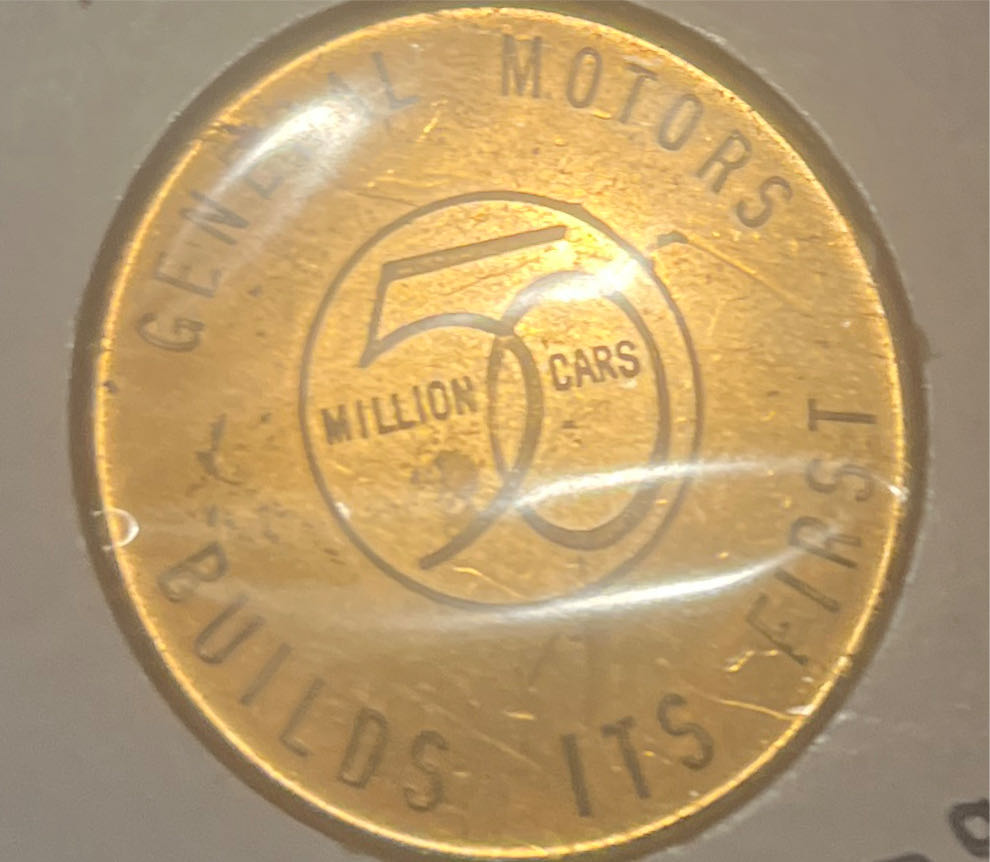 GENERAL MOTORS
50
MILLION CARS
BUILDS ITS FIRST